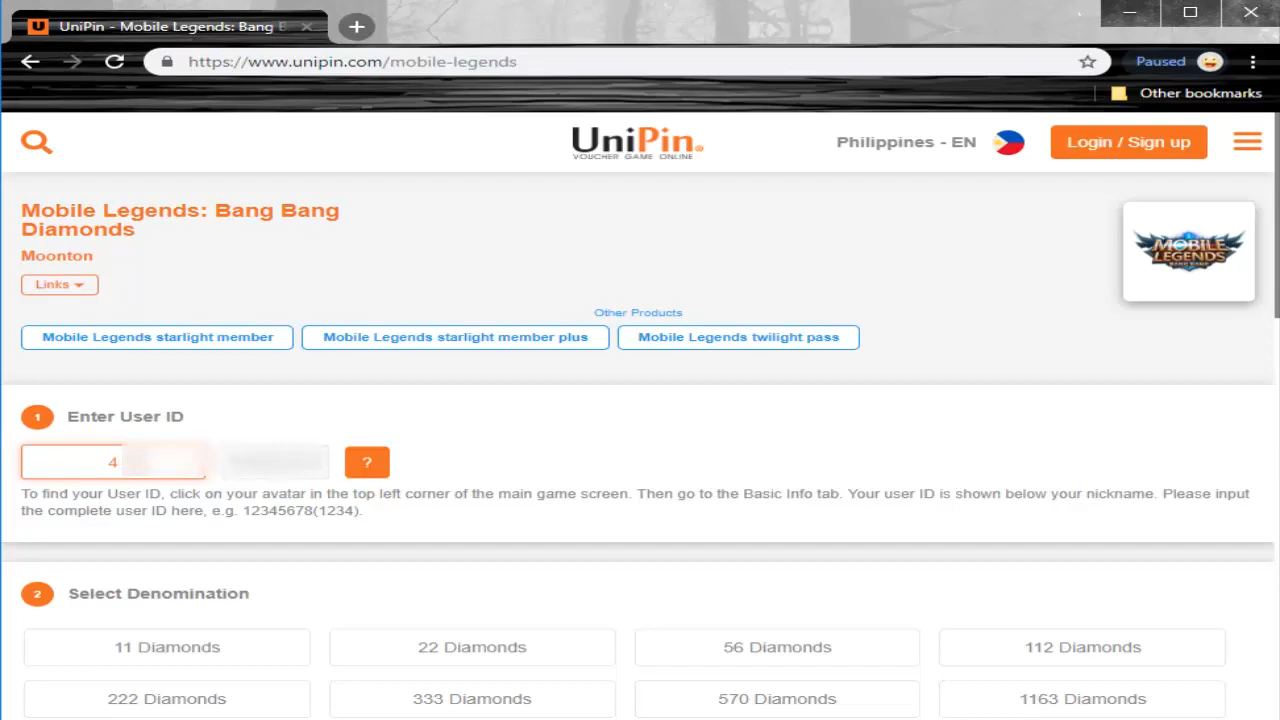 UniPin - Mobile Legends: Bang E
https://www.unipin.com/mobile-legends
Paused
Other bookmarks
UniPin
VOUCHER GAME ONLINE
Philippines - EN
Login / Sign up
Mobile Legends: Bang Bang
Diamonds
Moonton
Links
MOBILE
LEGENDS
BANG BANG
Other Products
Mobile Legends starlight member
Mobile Legends starlight member plus
Mobile Legends twilight pass
1 Enter User ID
4
?
To find your User ID, click on your avatar in the top left corner of the main game screen. Then go to the Basic Info tab. Your user ID is shown below your nickname. Please input
the complete user ID here, e.g. 12345678(1234).
2 Select Denomination
11 Diamonds 22 Diamonds 56 Diamonds 112 Diamonds
222 Diamonds 333 Diamonds 570 Diamonds 1163 Diamonds